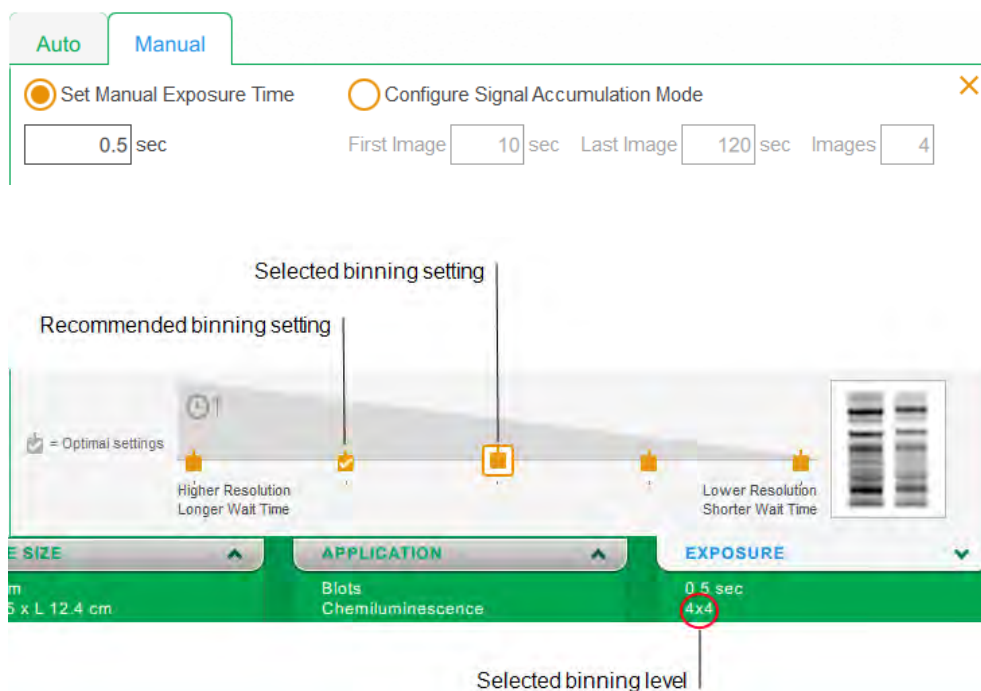 Auto Manual
Set Manual Exposure Time Configure Signal Accumulation Mode
0.5 sec First Image 10 sec Last Image 120 sec Images 4
Selected binning setting
Recommended binning setting
= Optimal settings
Higher Resolution Lower Resolution
Longer Wait Time Shorter Wait Time
E SIZE APPLICATION EXPOSURE
m Blots 0.5 sec
5 x L 12.4 cm Chemiluminescence 4x4
Selected binning level